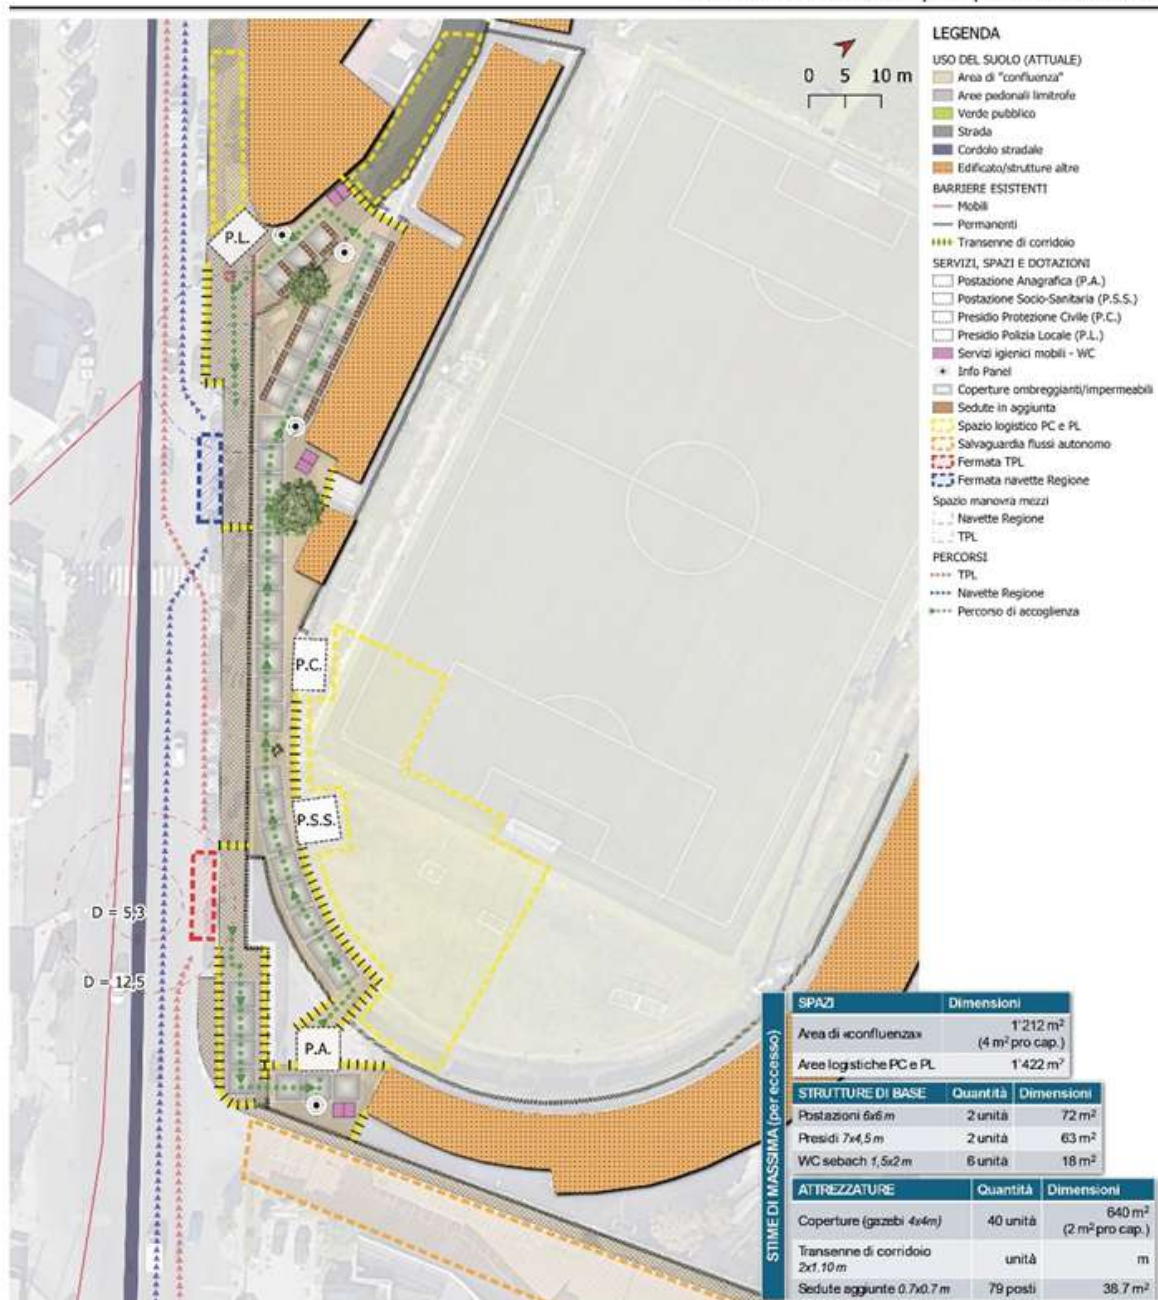 LEGENDA
USO DEL SUOLO (ATTUALE)
Area di "confluenza"
Aree pedonali limitrofe
Verde pubblico
Strada
Cordolo stradale
Edificato/strutture altre
BARRIERE ESISTENTI
Mobili
Permanenti
Transenne di corridoio
SERVIZI, SPAZI E DOTAZIONI
Postazione Anagrafica (P.A.)
Postazione Socio-Sanitaria (P.S.S.)
Presidio Protezione Civile (P.C.)
Presidio Polizia Locale (P.L.)
Servizi igienici mobili - WC
Info Panel
Coperture ombreggianti/impermeabili
Sedute in aggiunta
Spazio logistico PC e PL
Salvaguardia flussi autonomo
Fermata TPL
Fermata navette Regione
Spazio manovra mezzi
Navette Regione
TPL
PERCORSI
TPL
Navette Regione
Percorso di accoglienza
0 5 10 m
P.L.
P.C.
P.S.S.
D = 5,3
D = 12,5
P.A.
STIME DI MASSIMA (per eccesso)
SPAZI Dimensioni
Area di «confluenza» 1'212 m²
(4 m² pro cap.)
Aree logistiche PC e PL 1'422 m²
STRUTTURE DI BASE Quantità Dimensioni
Postazioni 6x6 m 2 unità 72 m²
Presidi 7x4,5 m 2 unità 63 m²
WC sebach 1,5x2 m 6 unità 18 m²
ATTREZZATURE Quantità Dimensioni
Coperture (gazebi 4x4m) 40 unità 640 m²
(2 m² pro cap.)
Transenne di corridoio
2x1.10 m unità m
Sedute aggiunte 0.7x0.7 m 79 posti 38.7 m²